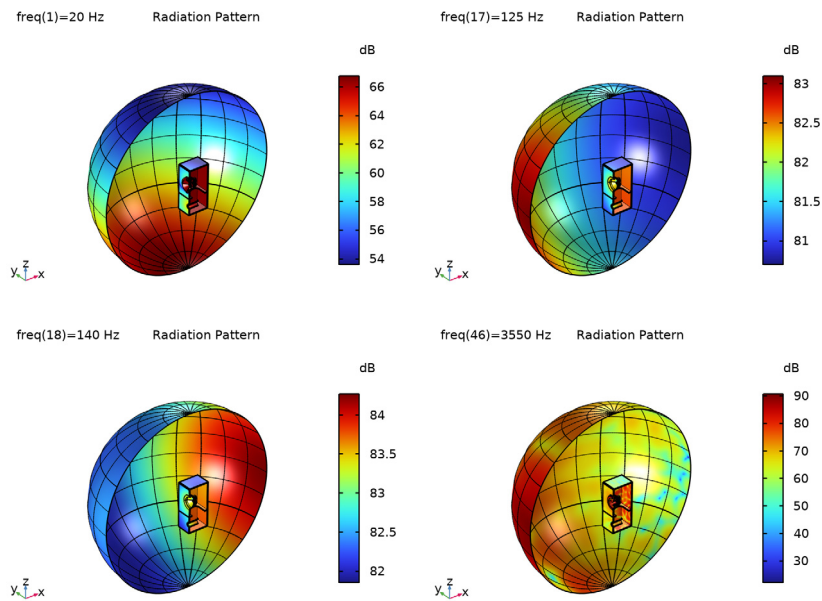 freq(1)=20 Hz Radiation Pattern
dB
66
64
62
60
58
56
54
y z x
freq(17)=125 Hz Radiation Pattern
dB
83
82.5
82
81.5
81
y z x
freq(18)=140 Hz Radiation Pattern
dB
84
83.5
83
82.5
82
y z x
freq(46)=3550 Hz Radiation Pattern
dB
90
80
70
60
50
40
30
y z x